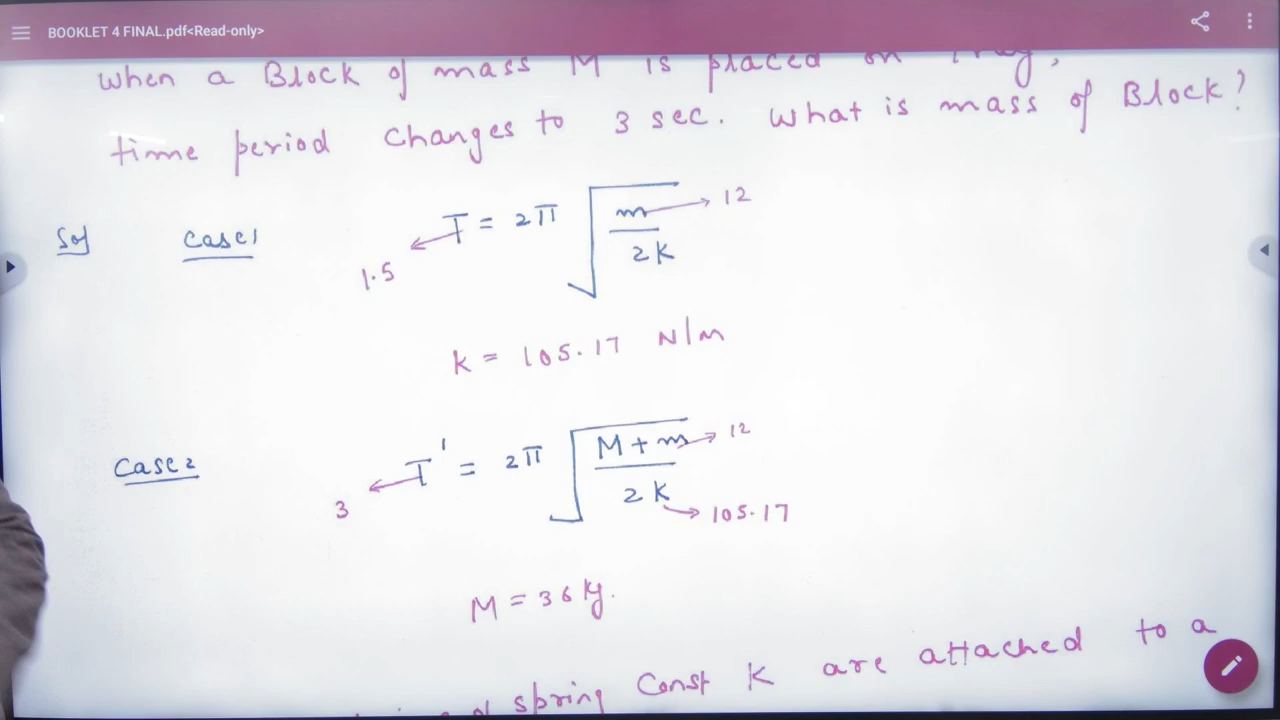 BOOKLET 4 FINAL.pdf<Read-only>
when a Block of mass M is placed on Tray,
time period changes to 3 sec. What is mass of Block?
Sol Case1 T = 2π √(m/2k) → 12
1.5
k = 105.17 N/m
Case2 T' = 2π √((M+m)/2k) → 12
3 → 105.17
M = 36 kg.
spring Const K are attached to a